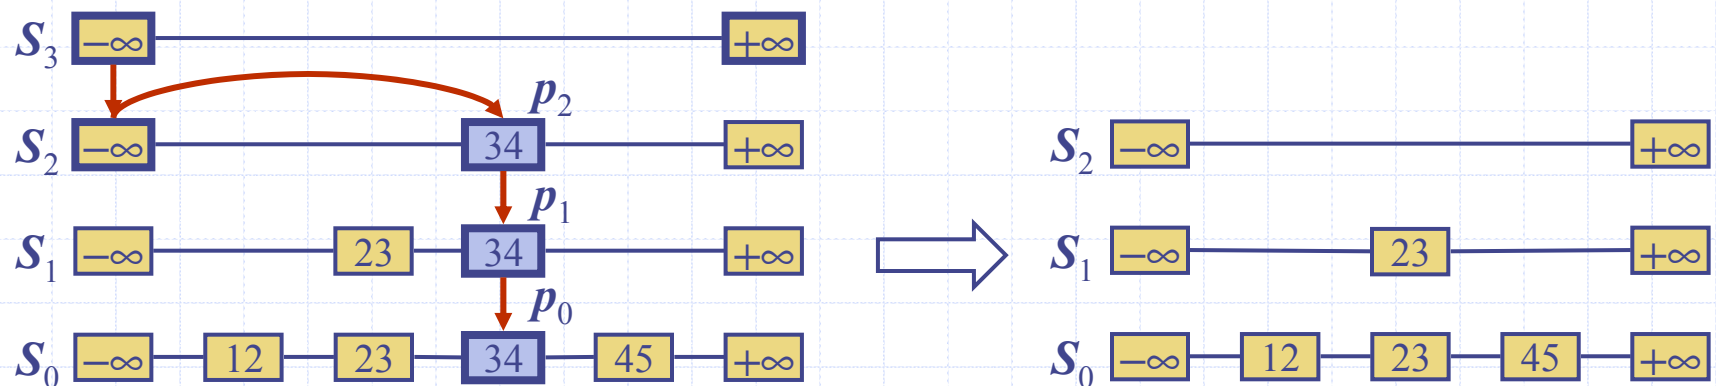 S3 −∞ +∞
p2
S2 −∞ 34 +∞ S2 −∞ +∞
p1
S1 −∞ 23 34 +∞ S1 −∞ 23 +∞
p0
S0 −∞ 12 23 34 45 +∞ S0 −∞ 12 23 45 +∞